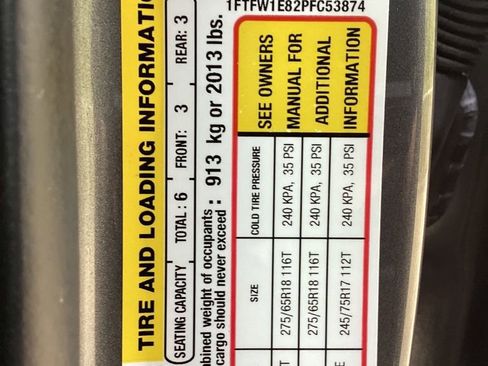 1FTFW1E82PFC53874
TIRE AND LOADING INFORMATION
SEATING CAPACITY TOTAL: 6 FRONT: 3 REAR: 3
mbined weight of occupants
cargo should never exceed: 913 kg or 2013 lbs.
SIZE COLD TIRE PRESSURE SEE OWNERS
275/65R18 116T 240 KPA, 35 PSI MANUAL FOR
275/65R18 116T 240 KPA, 35 PSI ADDITIONAL
245/75R17 112T 240 KPA, 35 PSI INFORMATION